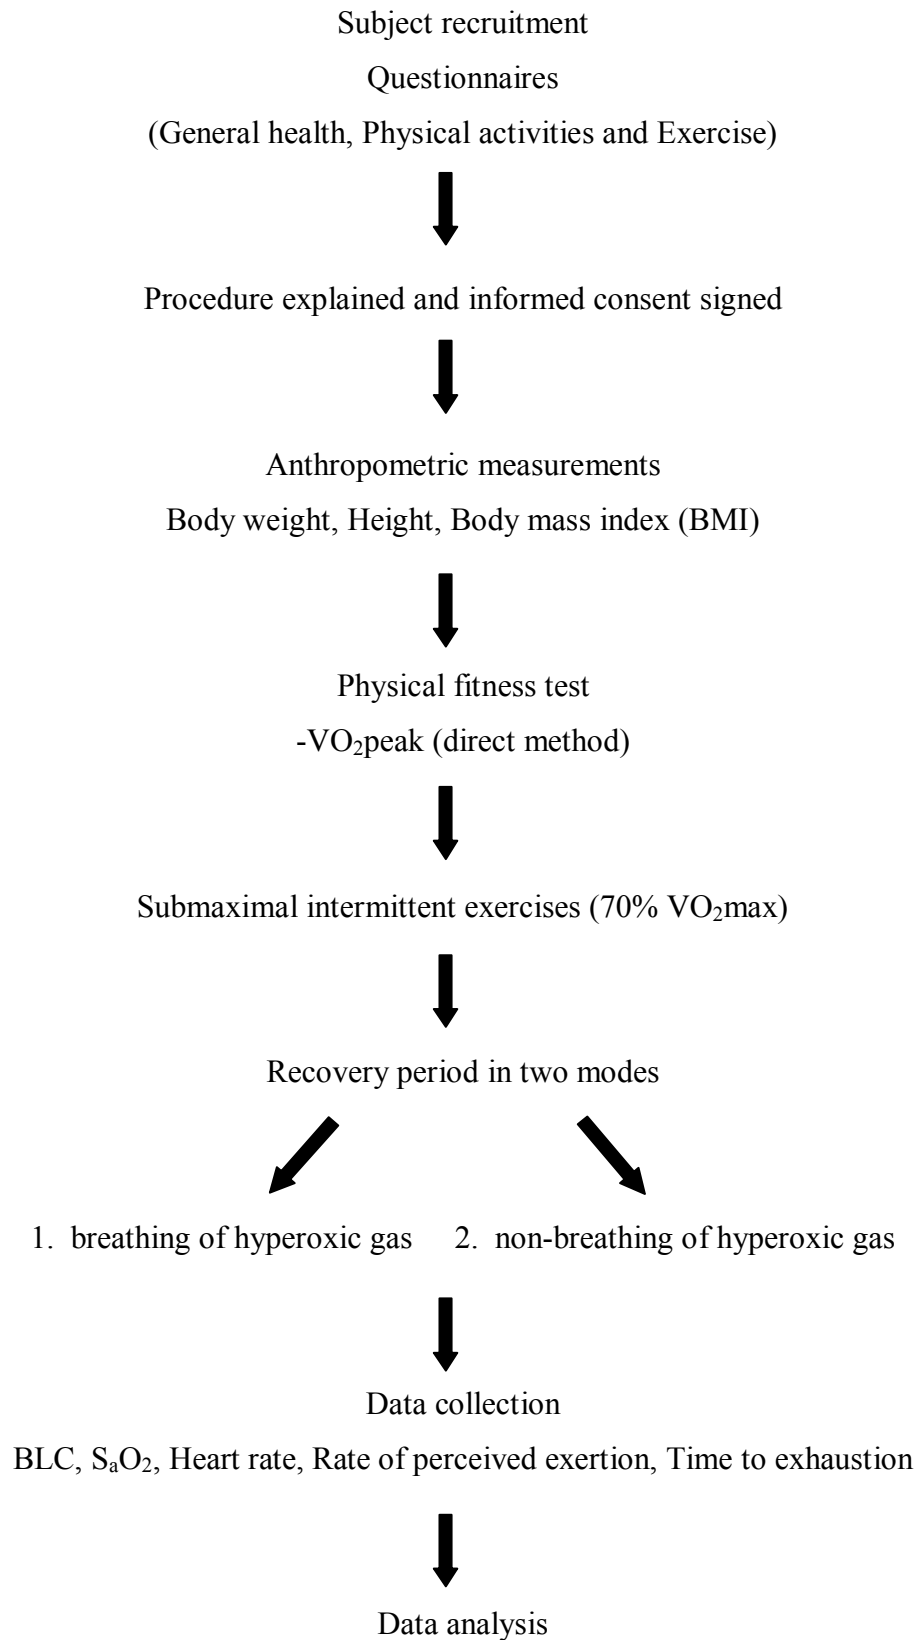 Subject recruitment
Questionnaires
(General health, Physical activities and Exercise)
Procedure explained and informed consent signed
Anthropometric measurements
Body weight, Height, Body mass index (BMI)
Physical fitness test
-VO₂peak (direct method)
Submaximal intermittent exercises (70% VO₂max)
Recovery period in two modes
1. breathing of hyperoxic gas 2. non-breathing of hyperoxic gas
Data collection
BLC, SₐO₂, Heart rate, Rate of perceived exertion, Time to exhaustion
Data analysis